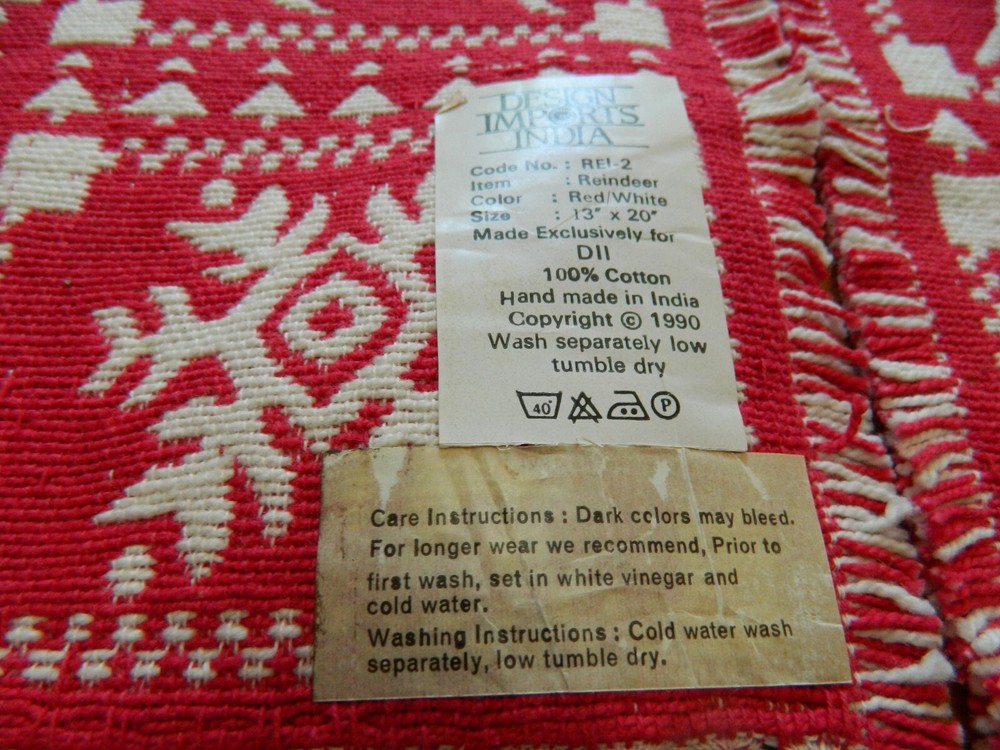 DESIGN
IMPORTS
INDIA
Code No. : REI-2
Item : Reindeer
Color : Red/White
Size : 13" x 20"
Made Exclusively for
DII
100% Cotton
Hand made in India
Copyright © 1990
Wash separately low
tumble dry
40° P
Care Instructions : Dark colors may bleed.
For longer wear we recommend, Prior to
first wash, set in white vinegar and
cold water.
Washing Instructions : Cold water wash
separately, low tumble dry.